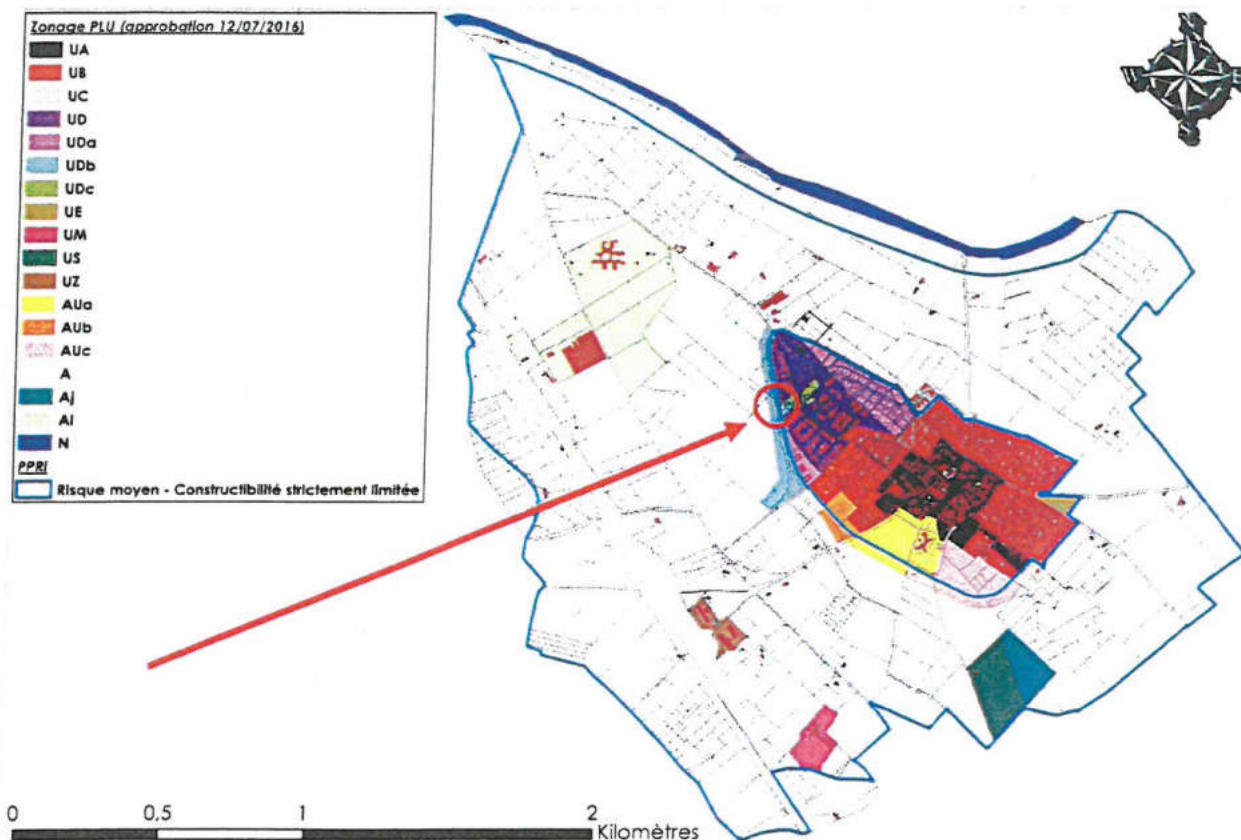 Zonage PLU (approbation 12/07/2016)
UA
UB
UC
UD
UDa
UDb
UDc
UE
UM
US
UZ
AUa
AUb
AUc
A
Aj
Al
N
PPRI
Risque moyen - Constructibilité strictement limitée
0 0,5 1 2
Kilomètres